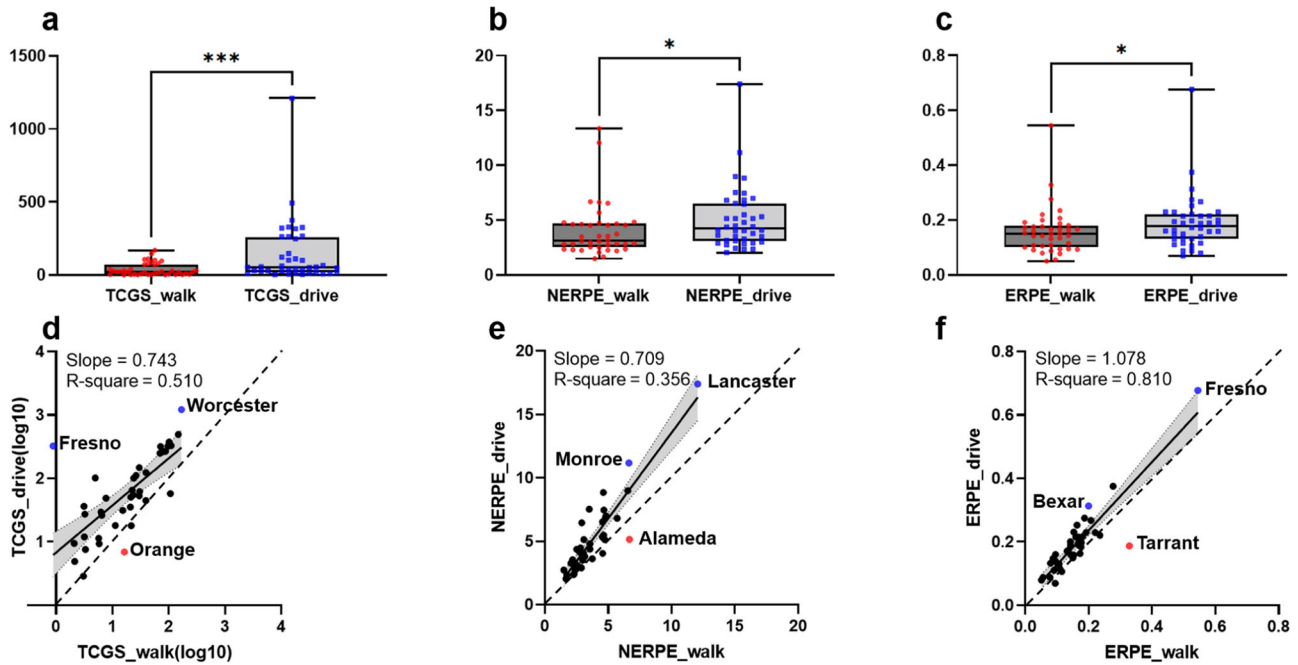 a
***
1500
1000
500
0
TCGS_walk
TCGS_drive
b
*
20
15
10
5
0
NERPE_walk
NERPE_drive
c
*
0.8
0.6
0.4
0.2
0.0
ERPE_walk
ERPE_drive
d
Slope = 0.743
R-square = 0.510
TCGS_drive(log10)
4
3
2
1
Worcester
Fresno
Orange
0
1
2
3
4
TCGS_walk(log10)
e
Slope = 0.709
R-square = 0.356
NERPE_drive
20
15
10
5
0
Lancaster
Monroe
Alameda
0
5
10
15
20
NERPE_walk
f
Slope = 1.078
R-square = 0.810
ERPE_drive
0.8
0.6
0.4
0.2
0.0
Fresno
Bexar
Tarrant
0.0
0.2
0.4
0.6
0.8
ERPE_walk